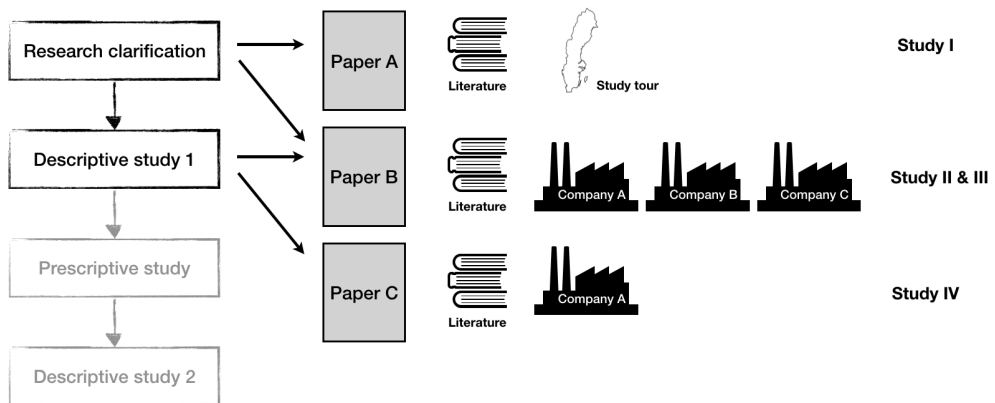 Research clarification
Paper A
Literature
Study tour
Study I
Descriptive study 1
Paper B
Literature
Company A
Company B
Company C
Study II & III
Prescriptive study
Paper C
Literature
Company A
Study IV
Descriptive study 2